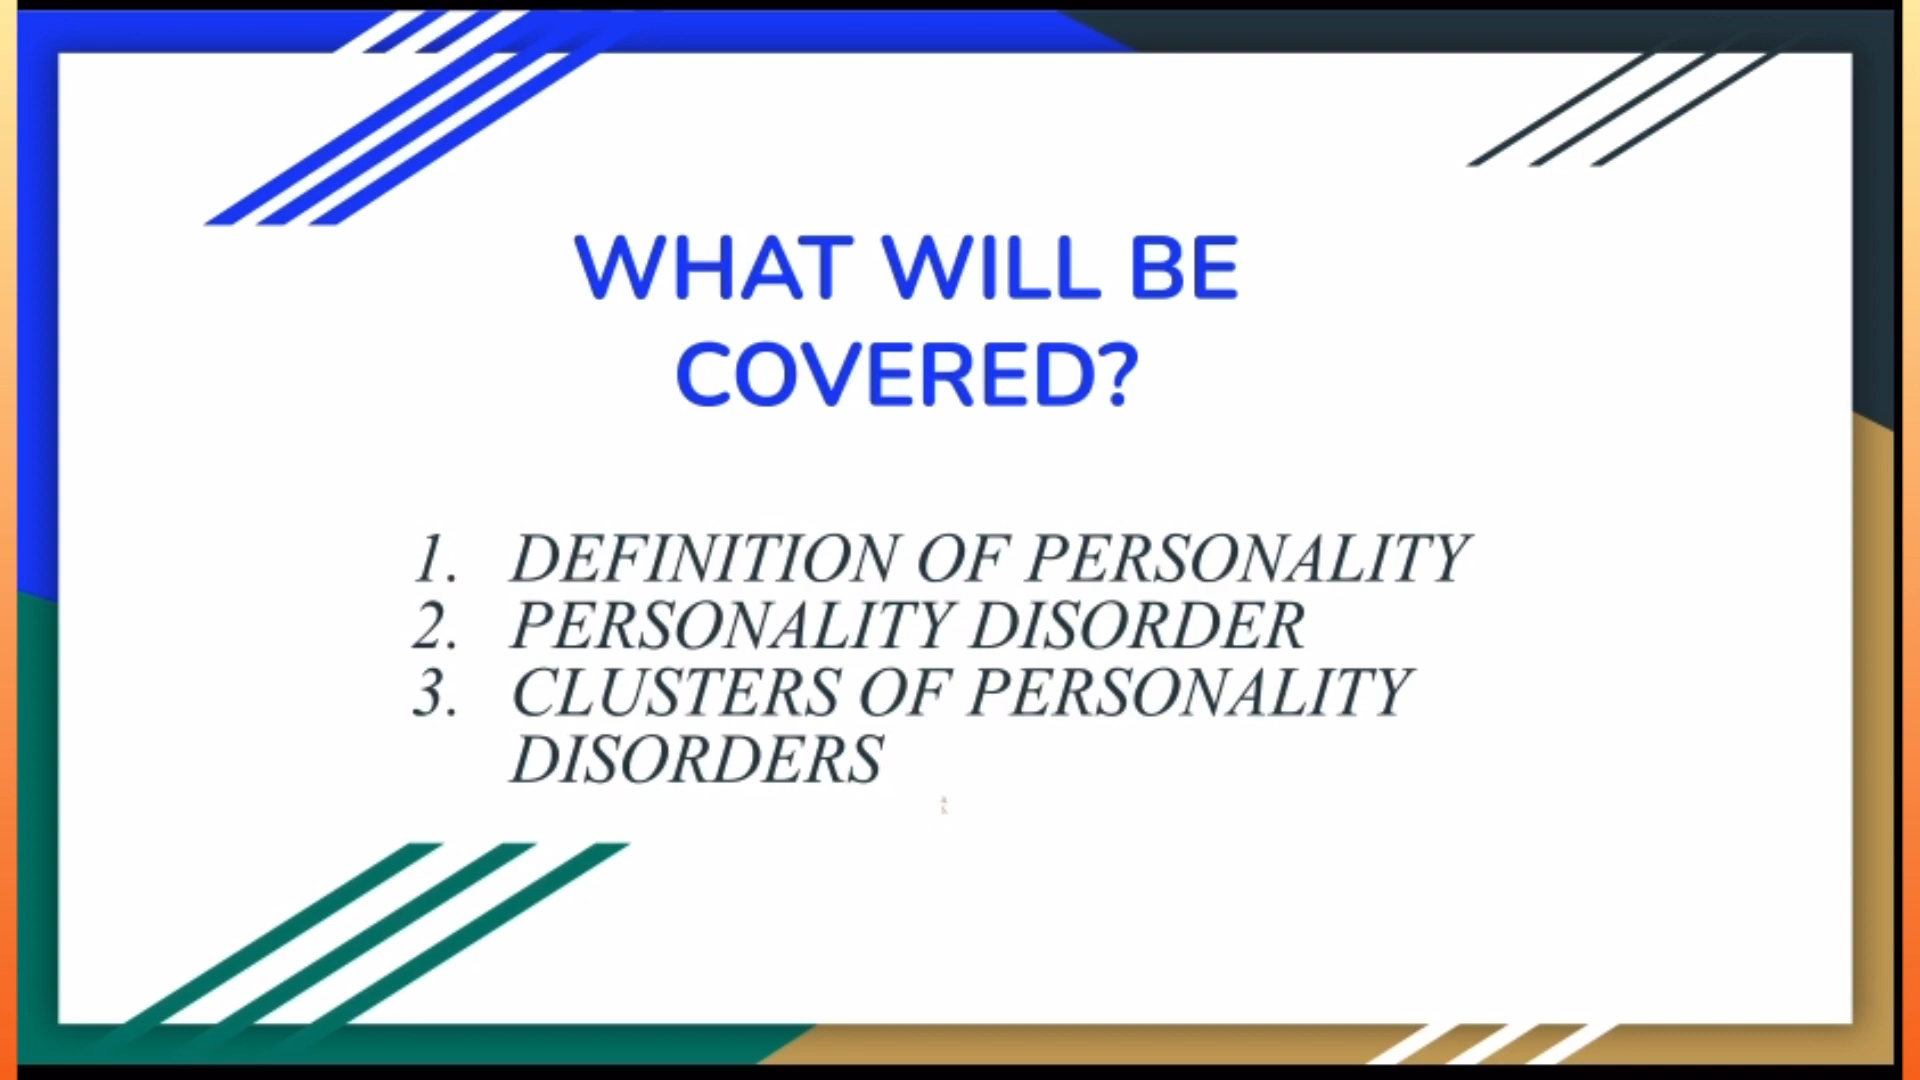 WHAT WILL BE
COVERED?
1. DEFINITION OF PERSONALITY
2. PERSONALITY DISORDER
3. CLUSTERS OF PERSONALITY
DISORDERS